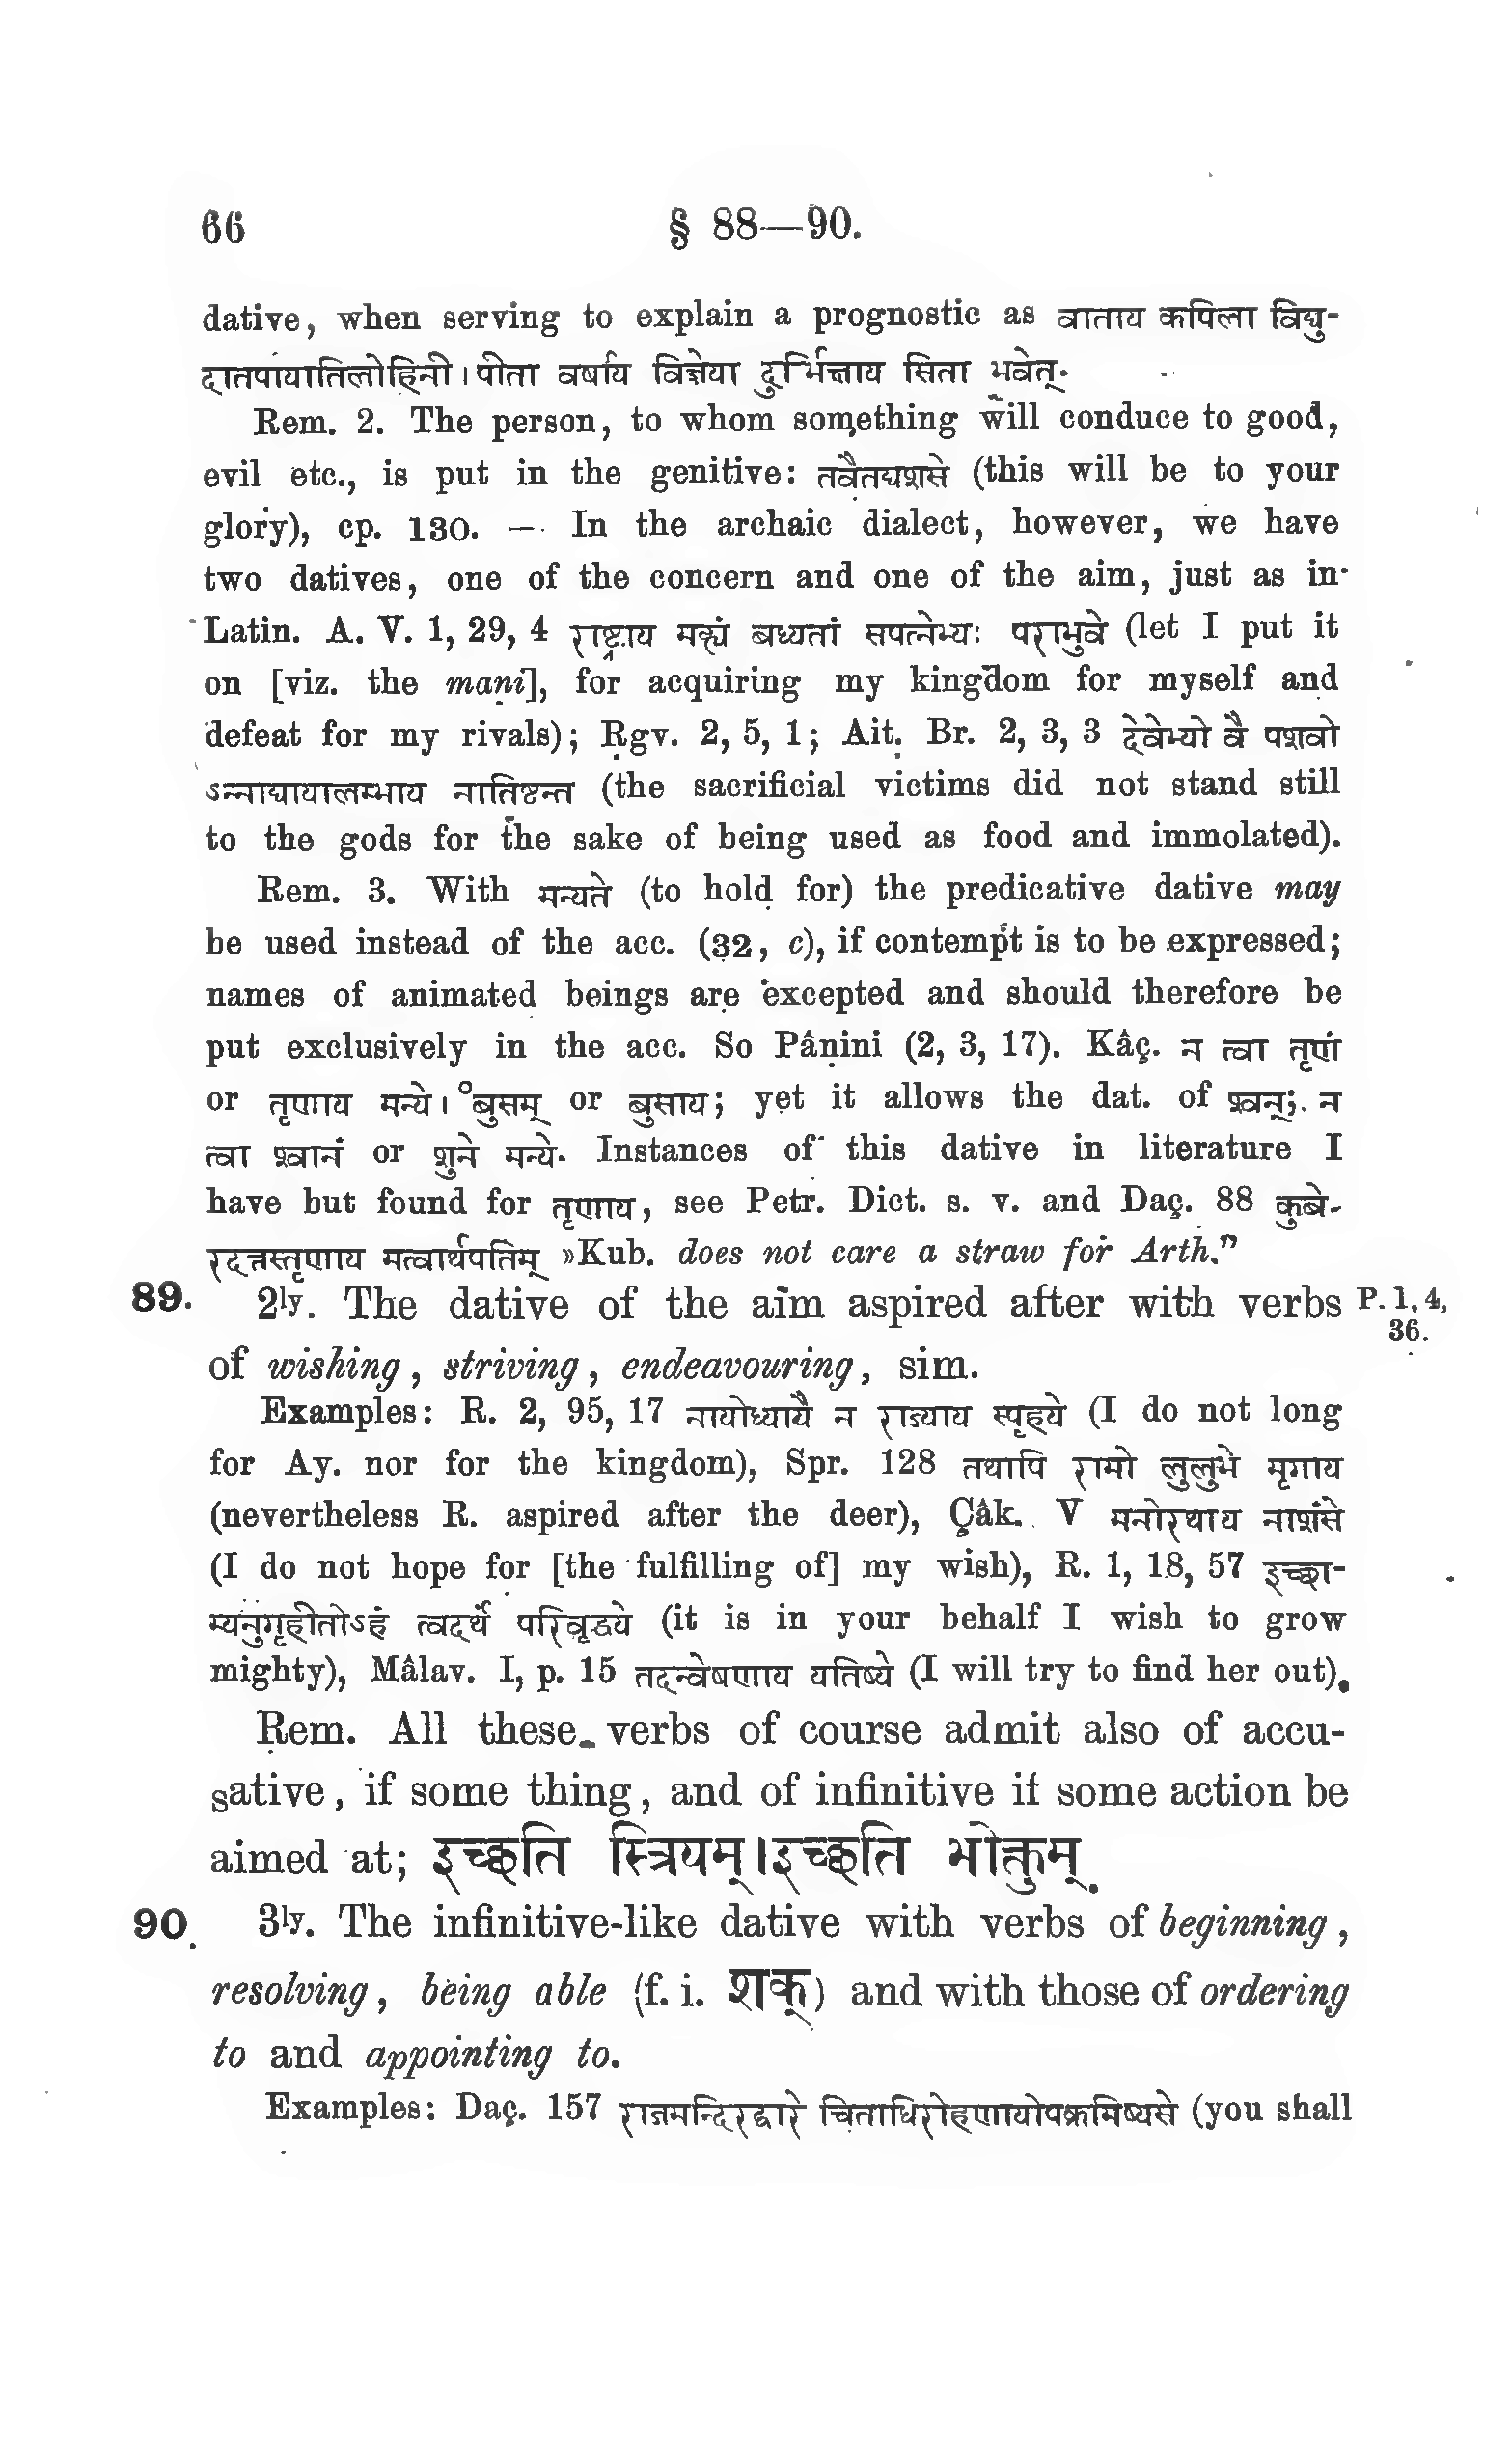 66
§ 88—90.
dative, when serving to explain a prognostic as वाताय कपिला विद्यु-
दातपायातिलोहिनी। पीता वर्षाय विज्ञेया दुर्भिक्षाय सिता भवेत्.
Rem. 2. The person, to whom something will conduce to good,
evil etc., is put in the genitive: तवैतद्यशसे (this will be to your
glory), cp. 130. — In the archaic dialect, however, we have
two datives, one of the concern and one of the aim, just as in
Latin. A. V. 1, 29, 4 राष्ट्राय मह्यं बध्यतां सपत्नेभ्यः पराभुवे (let I put it
on [viz. the maṇi], for acquiring my kingdom for myself and
defeat for my rivals); Ṛgv. 2, 5, 1; Ait. Br. 2, 3, 3 देवेभ्यो वै पशवो
ऽन्नाद्यायालम्भाय नातिष्ठन्त (the sacrificial victims did not stand still
to the gods for the sake of being used as food and immolated).
Rem. 3. With मन्यते (to hold for) the predicative dative may
be used instead of the acc. (32, c), if contempt is to be expressed;
names of animated beings are excepted and should therefore be
put exclusively in the acc. So Pâṇini (2, 3, 17). Kâç. न त्वा तृणं
or तृणाय मन्ये। °बुसम् or बुसाय; yet it allows the dat. of श्वन्; न
त्वा श्वानं or शुने मन्ये. Instances of this dative in literature I
have but found for तृणाय, see Petr. Dict. s. v. and Daç. 88 कुबे-
रदत्तस्तृणाय मत्वार्थपतिम् »Kub. does not care a straw for Arth.”
89. 2ly. The dative of the aim aspired after with verbs P. 1, 4,
36.
of wishing, striving, endeavouring, sim.
Examples: R. 2, 95, 17 नायोध्यायै न राज्याय स्पृहये (I do not long
for Ay. nor for the kingdom), Spr. 128 तथापि रामो लुलुभे मृगाय
(nevertheless R. aspired after the deer), Çâk. V मनोरथाय नाशंसे
(I do not hope for [the fulfilling of] my wish), R. 1, 18, 57 इच्छा-
म्यनुगृहीतोऽहं त्वदर्थं परिवृद्धये (it is in your behalf I wish to grow
mighty), Mâlav. I, p. 15 तदन्वेषणाय यतिष्ये (I will try to find her out).
Rem. All these verbs of course admit also of accu-
sative, if some thing, and of infinitive if some action be
aimed at; इच्छति स्त्रियम्।इच्छति भोक्तुम्.
90. 3ly. The infinitive-like dative with verbs of beginning,
resolving, being able (f. i. शक्) and with those of ordering
to and appointing to.
Examples: Daç. 157 राजमन्दिरद्वारे चिताधिरोहणायोपक्रमिष्यसे (you shall